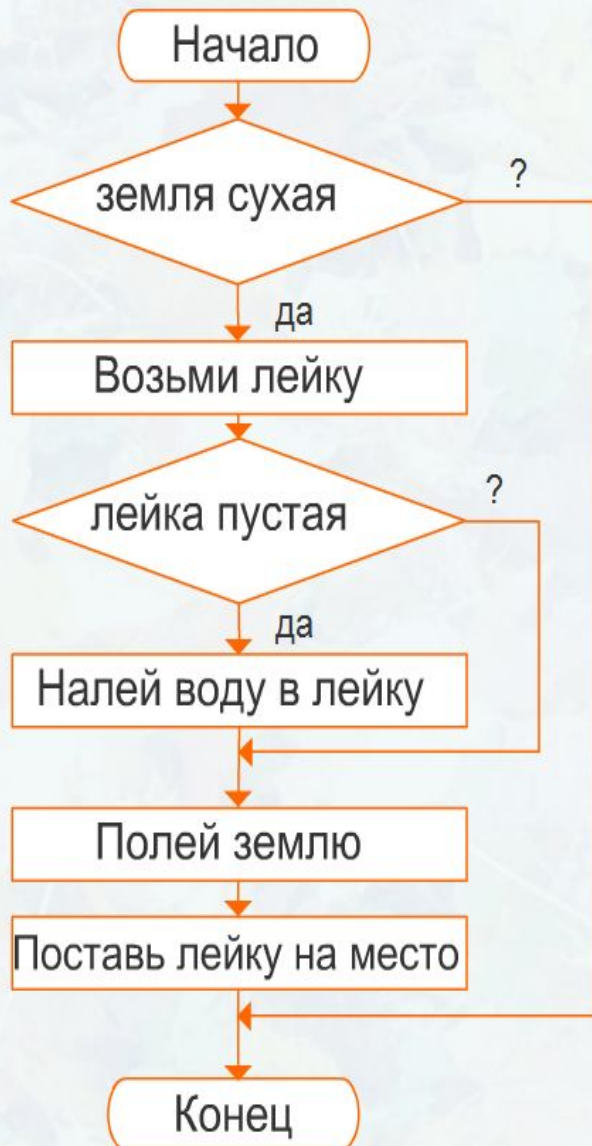 Начало
земля сухая
?
да
Возьми лейку
лейка пустая
?
да
Налей воду в лейку
Полей землю
Поставь лейку на место
Конец